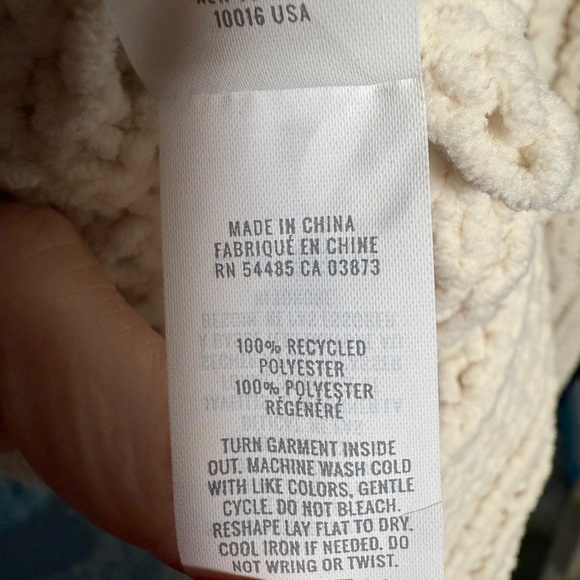 10016 USA
MADE IN CHINA
FABRIQUÉ EN CHINE
RN 54485 CA 03873
100% RECYCLED
POLYESTER
100% POLYESTER
RÉGÉNÉRÉ
TURN GARMENT INSIDE
OUT. MACHINE WASH COLD
WITH LIKE COLORS, GENTLE
CYCLE. DO NOT BLEACH.
RESHAPE LAY FLAT TO DRY.
COOL IRON IF NEEDED. DO
NOT WRING OR TWIST.